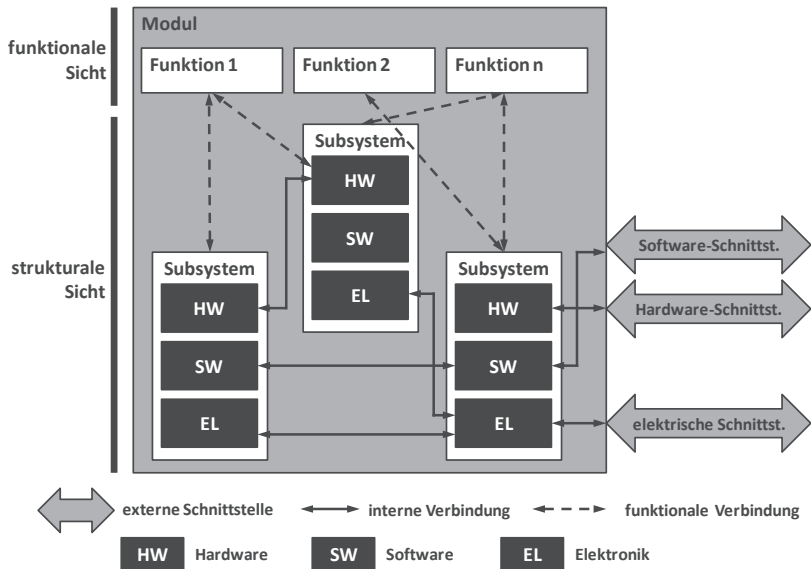 Modul
funktionale
Sicht
Funktion 1
Funktion 2
Funktion n
strukturale
Sicht
Subsystem
HW
SW
EL
Subsystem
HW
SW
EL
Subsystem
HW
SW
EL
Software-Schnittst.
Hardware-Schnittst.
elektrische Schnittst.
externe Schnittstelle
interne Verbindung
funktionale Verbindung
HW Hardware
SW Software
EL Elektronik